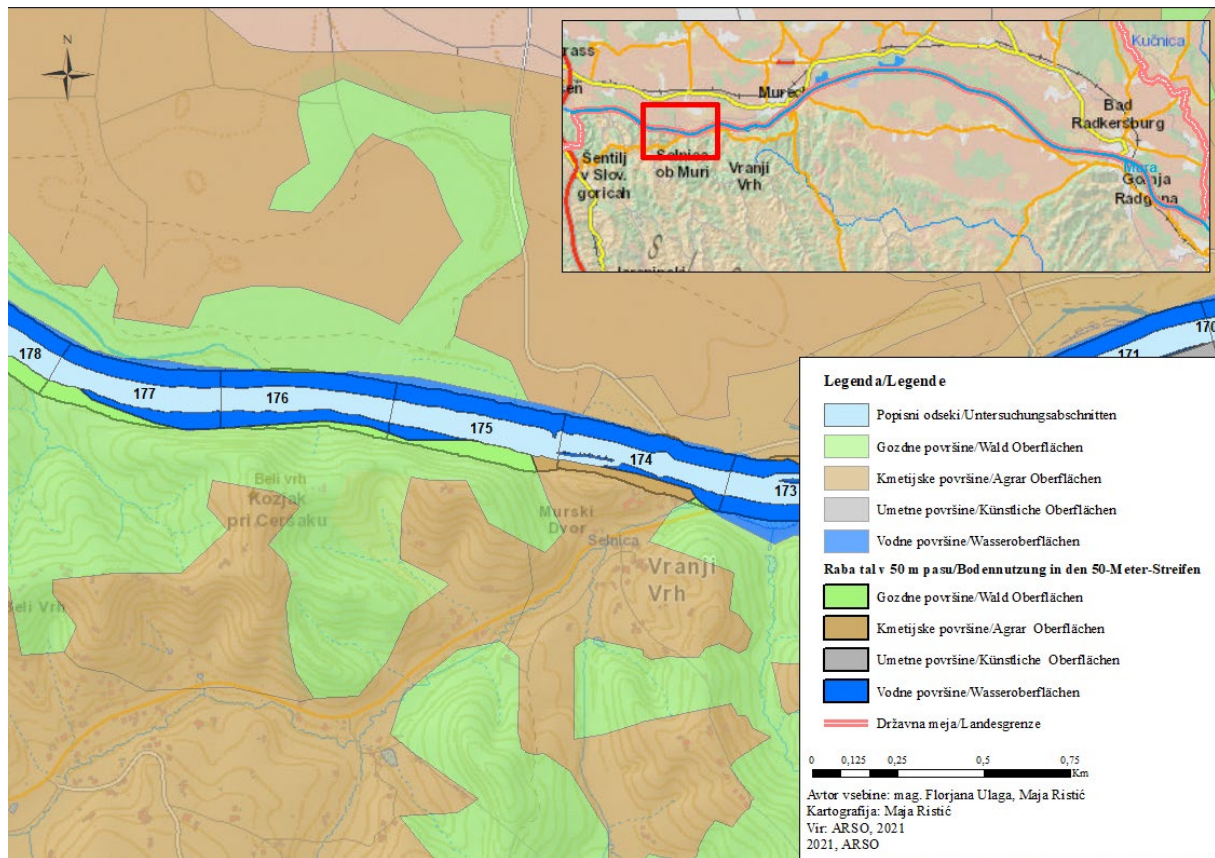 N
Kučnica
Murec
Bad
Radkersburg
Mura
Gornja
Radgona
Šentilj
v Slov.
goricah
Selnica
ob Muri
Vranji
Vrh
S
178
177
176
175
174
173
171
170
Beli vrh
Kozjak
pri Ceršaku
Murski
Dvor
Selnica
Vranji
Vrh
Beli Vrh
Legenda/Legende
Popisni odseki/Untersuchungsabschnitten
Gozdne površine/Wald Oberflächen
Kmetijske površine/Agrar Oberflächen
Umetne površine/Künstliche Oberflächen
Vodne površine/Wasseroberflächen
Raba tal v 50 m pasu/Bodennutzung in den 50-Meter-Streifen
Gozdne površine/Wald Oberflächen
Kmetijske površine/Agrar Oberflächen
Umetne površine/Künstliche Oberflächen
Vodne površine/Wasseroberflächen
Državna meja/Landesgrenze
0 0,125 0,25 0,5 0,75
Km
Avtor vsebine: mag. Florjana Ulaga, Maja Ristić
Kartografija: Maja Ristić
Vir: ARSO, 2021
2021, ARSO